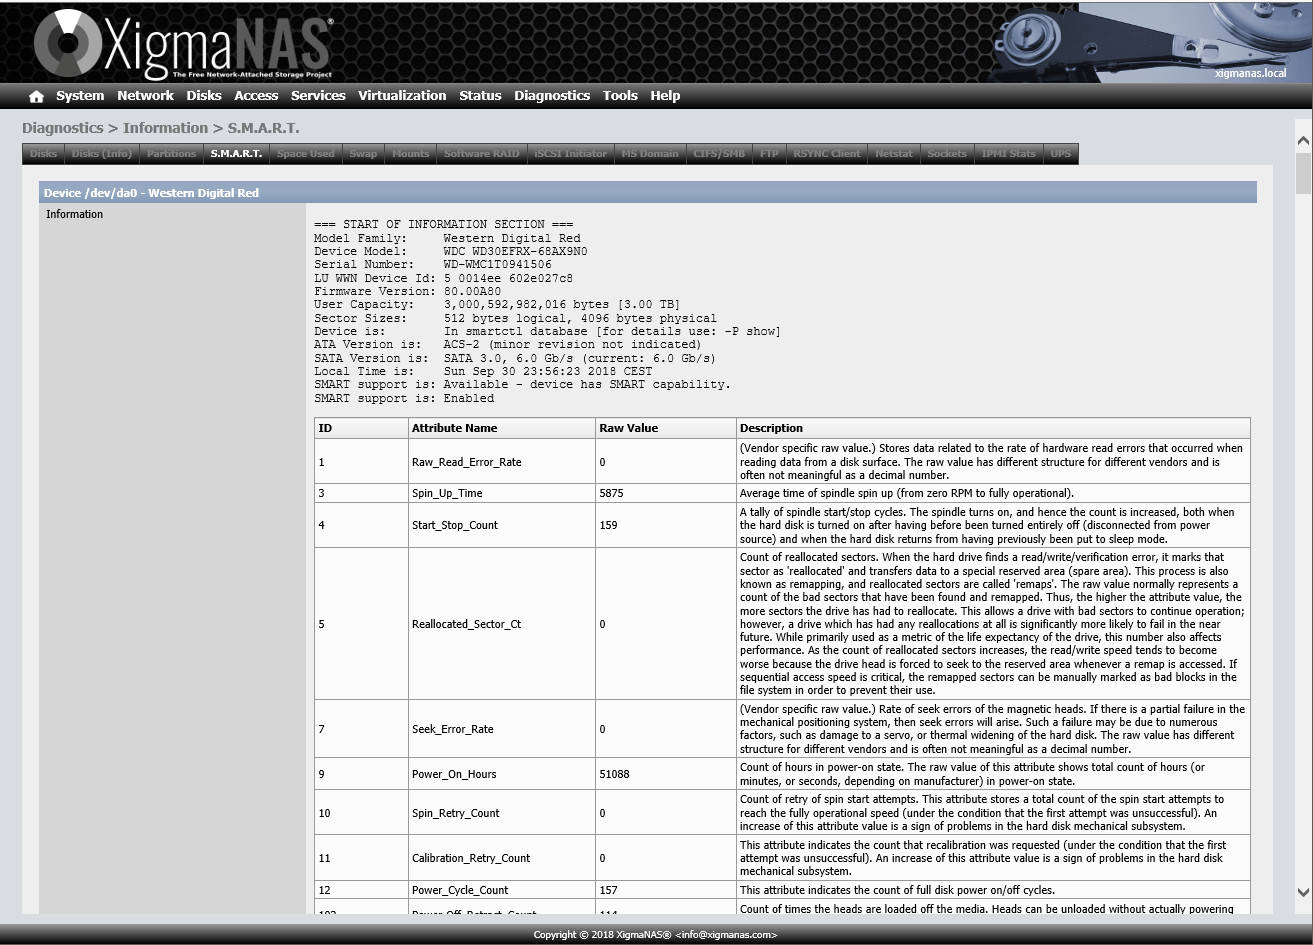 XigmaNAS®
The Free Network-Attached Storage Project
xigmanas.local
System Network Disks Access Services Virtualization Status Diagnostics Tools Help
Diagnostics > Information > S.M.A.R.T.
Disks Disks (Info) Partitions S.M.A.R.T. Space Used Swap Mounts Software RAID iSCSI Initiator MS Domain CIFS/SMB FTP RSYNC Client Netstat Sockets IPMI Stats UPS
Device /dev/da0 - Western Digital Red
Information
=== START OF INFORMATION SECTION ===
Model Family: Western Digital Red
Device Model: WDC WD30EFRX-68AX9N0
Serial Number: WD-WMC1T0941506
LU WWN Device Id: 5 0014ee 602e027c8
Firmware Version: 80.00A80
User Capacity: 3,000,592,982,016 bytes [3.00 TB]
Sector Sizes: 512 bytes logical, 4096 bytes physical
Device is: In smartctl database [for details use: -P show]
ATA Version is: ACS-2 (minor revision not indicated)
SATA Version is: SATA 3.0, 6.0 Gb/s (current: 6.0 Gb/s)
Local Time is: Sun Sep 30 23:56:23 2018 CEST
SMART support is: Available - device has SMART capability.
SMART support is: Enabled
ID Attribute Name Raw Value Description
1 Raw_Read_Error_Rate 0 (Vendor specific raw value.) Stores data related to the rate of hardware read errors that occurred when
reading data from a disk surface. The raw value has different structure for different vendors and is
often not meaningful as a decimal number.
3 Spin_Up_Time 5875 Average time of spindle spin up (from zero RPM to fully operational).
4 Start_Stop_Count 159 A tally of spindle start/stop cycles. The spindle turns on, and hence the count is increased, both when
the hard disk is turned on after having before been turned entirely off (disconnected from power
source) and when the hard disk returns from having previously been put to sleep mode.
5 Reallocated_Sector_Ct 0 Count of reallocated sectors. When the hard drive finds a read/write/verification error, it marks that
sector as 'reallocated' and transfers data to a special reserved area (spare area). This process is also
known as remapping, and reallocated sectors are called 'remaps'. The raw value normally represents a
count of the bad sectors that have been found and remapped. Thus, the higher the attribute value, the
more sectors the drive has had to reallocate. This allows a drive with bad sectors to continue operation;
however, a drive which has had any reallocations at all is significantly more likely to fail in the near
future. While primarily used as a metric of the life expectancy of the drive, this number also affects
performance. As the count of reallocated sectors increases, the read/write speed tends to become
worse because the drive head is forced to seek to the reserved area whenever a remap is accessed. If
sequential access speed is critical, the remapped sectors can be manually marked as bad blocks in the
file system in order to prevent their use.
7 Seek_Error_Rate 0 (Vendor specific raw value.) Rate of seek errors of the magnetic heads. If there is a partial failure in the
mechanical positioning system, then seek errors will arise. Such a failure may be due to numerous
factors, such as damage to a servo, or thermal widening of the hard disk. The raw value has different
structure for different vendors and is often not meaningful as a decimal number.
9 Power_On_Hours 51088 Count of hours in power-on state. The raw value of this attribute shows total count of hours (or
minutes, or seconds, depending on manufacturer) in power-on state.
10 Spin_Retry_Count 0 Count of retry of spin start attempts. This attribute stores a total count of the spin start attempts to
reach the fully operational speed (under the condition that the first attempt was unsuccessful). An
increase of this attribute value is a sign of problems in the hard disk mechanical subsystem.
11 Calibration_Retry_Count 0 This attribute indicates the count that recalibration was requested (under the condition that the first
attempt was unsuccessful). An increase of this attribute value is a sign of problems in the hard disk
mechanical subsystem.
12 Power_Cycle_Count 157 This attribute indicates the count of full disk power on/off cycles.
Count of times the heads are loaded off the media. Heads can be unloaded without actually powering
Copyright © 2018 XigmaNAS® <info@xigmanas.com>